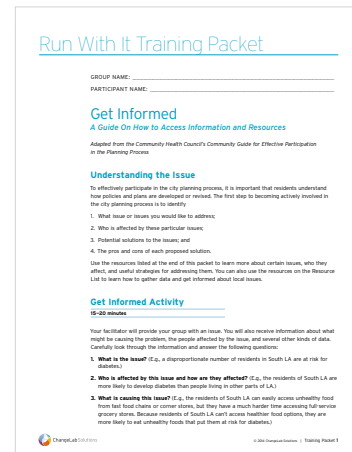 Run With It Training Packet
GROUP NAME:
PARTICIPANT NAME:
Get Informed
A Guide On How to Access Information and Resources
Adapted from the Community Health Council's Community Guide for Effective Participation
in the Planning Process
Understanding the Issue
To effectively participate in the city planning process, it is important that residents understand
how policies and plans are developed or revised. The first step to becoming actively involved in
the city planning process is to identify
1. What issue or issues you would like to address;
2. Who is affected by these particular issues;
3. Potential solutions to the issues; and
4. The pros and cons of each proposed solution.
Use the resources listed at the end of this packet to learn more about certain issues, who they
affect, and useful strategies for addressing them. You can also use the resources on the Resource
List to learn how to gather data and get informed about local issues.
Get Informed Activity
15–20 minutes
Your facilitator will provide your group with an issue. You will also receive information about what
might be causing the problem, the people affected by the issue, and several other kinds of data.
Carefully look through the information and answer the following questions:
1. What is the issue? (E.g., a disproportionate number of residents in South LA are at risk for
diabetes.)
2. Who is affected by this issue and how are they affected? (E.g., the residents of South LA are
more likely to develop diabetes than people living in other parts of LA.)
3. What is causing this issue? (E.g., the residents of South LA can easily access unhealthy food
from fast food chains or corner stores, but they have a much harder time accessing full-service
grocery stores. Because residents of South LA can't access healthier food options, they are
more likely to eat unhealthy foods that put them at risk for diabetes.)
ChangeLabSolutions
© 2014 ChangeLab Solutions | Training Packet 1